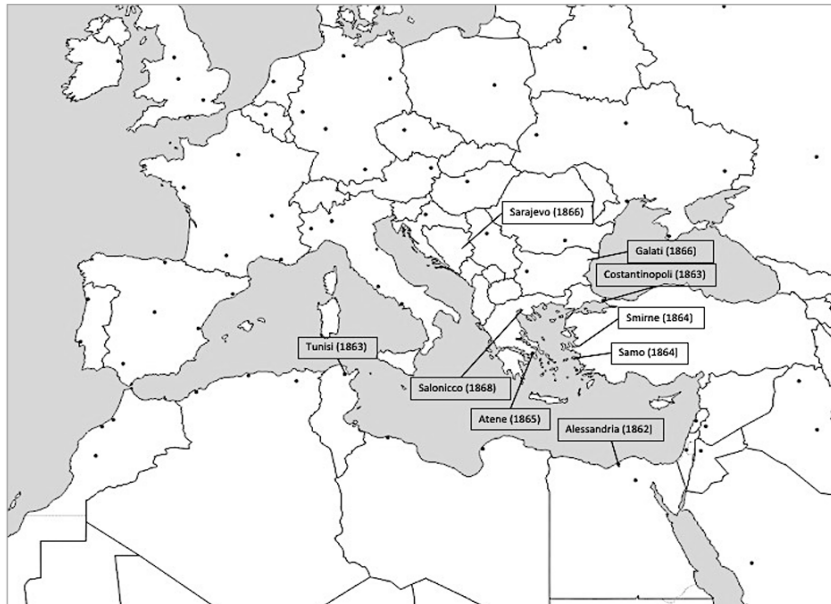 Sarajevo (1866)
Galati (1866)
Costantinopoli (1863)
Smirne (1864)
Tunisi (1863)
Samo (1864)
Salonicco (1868)
Atene (1865)
Alessandria (1862)